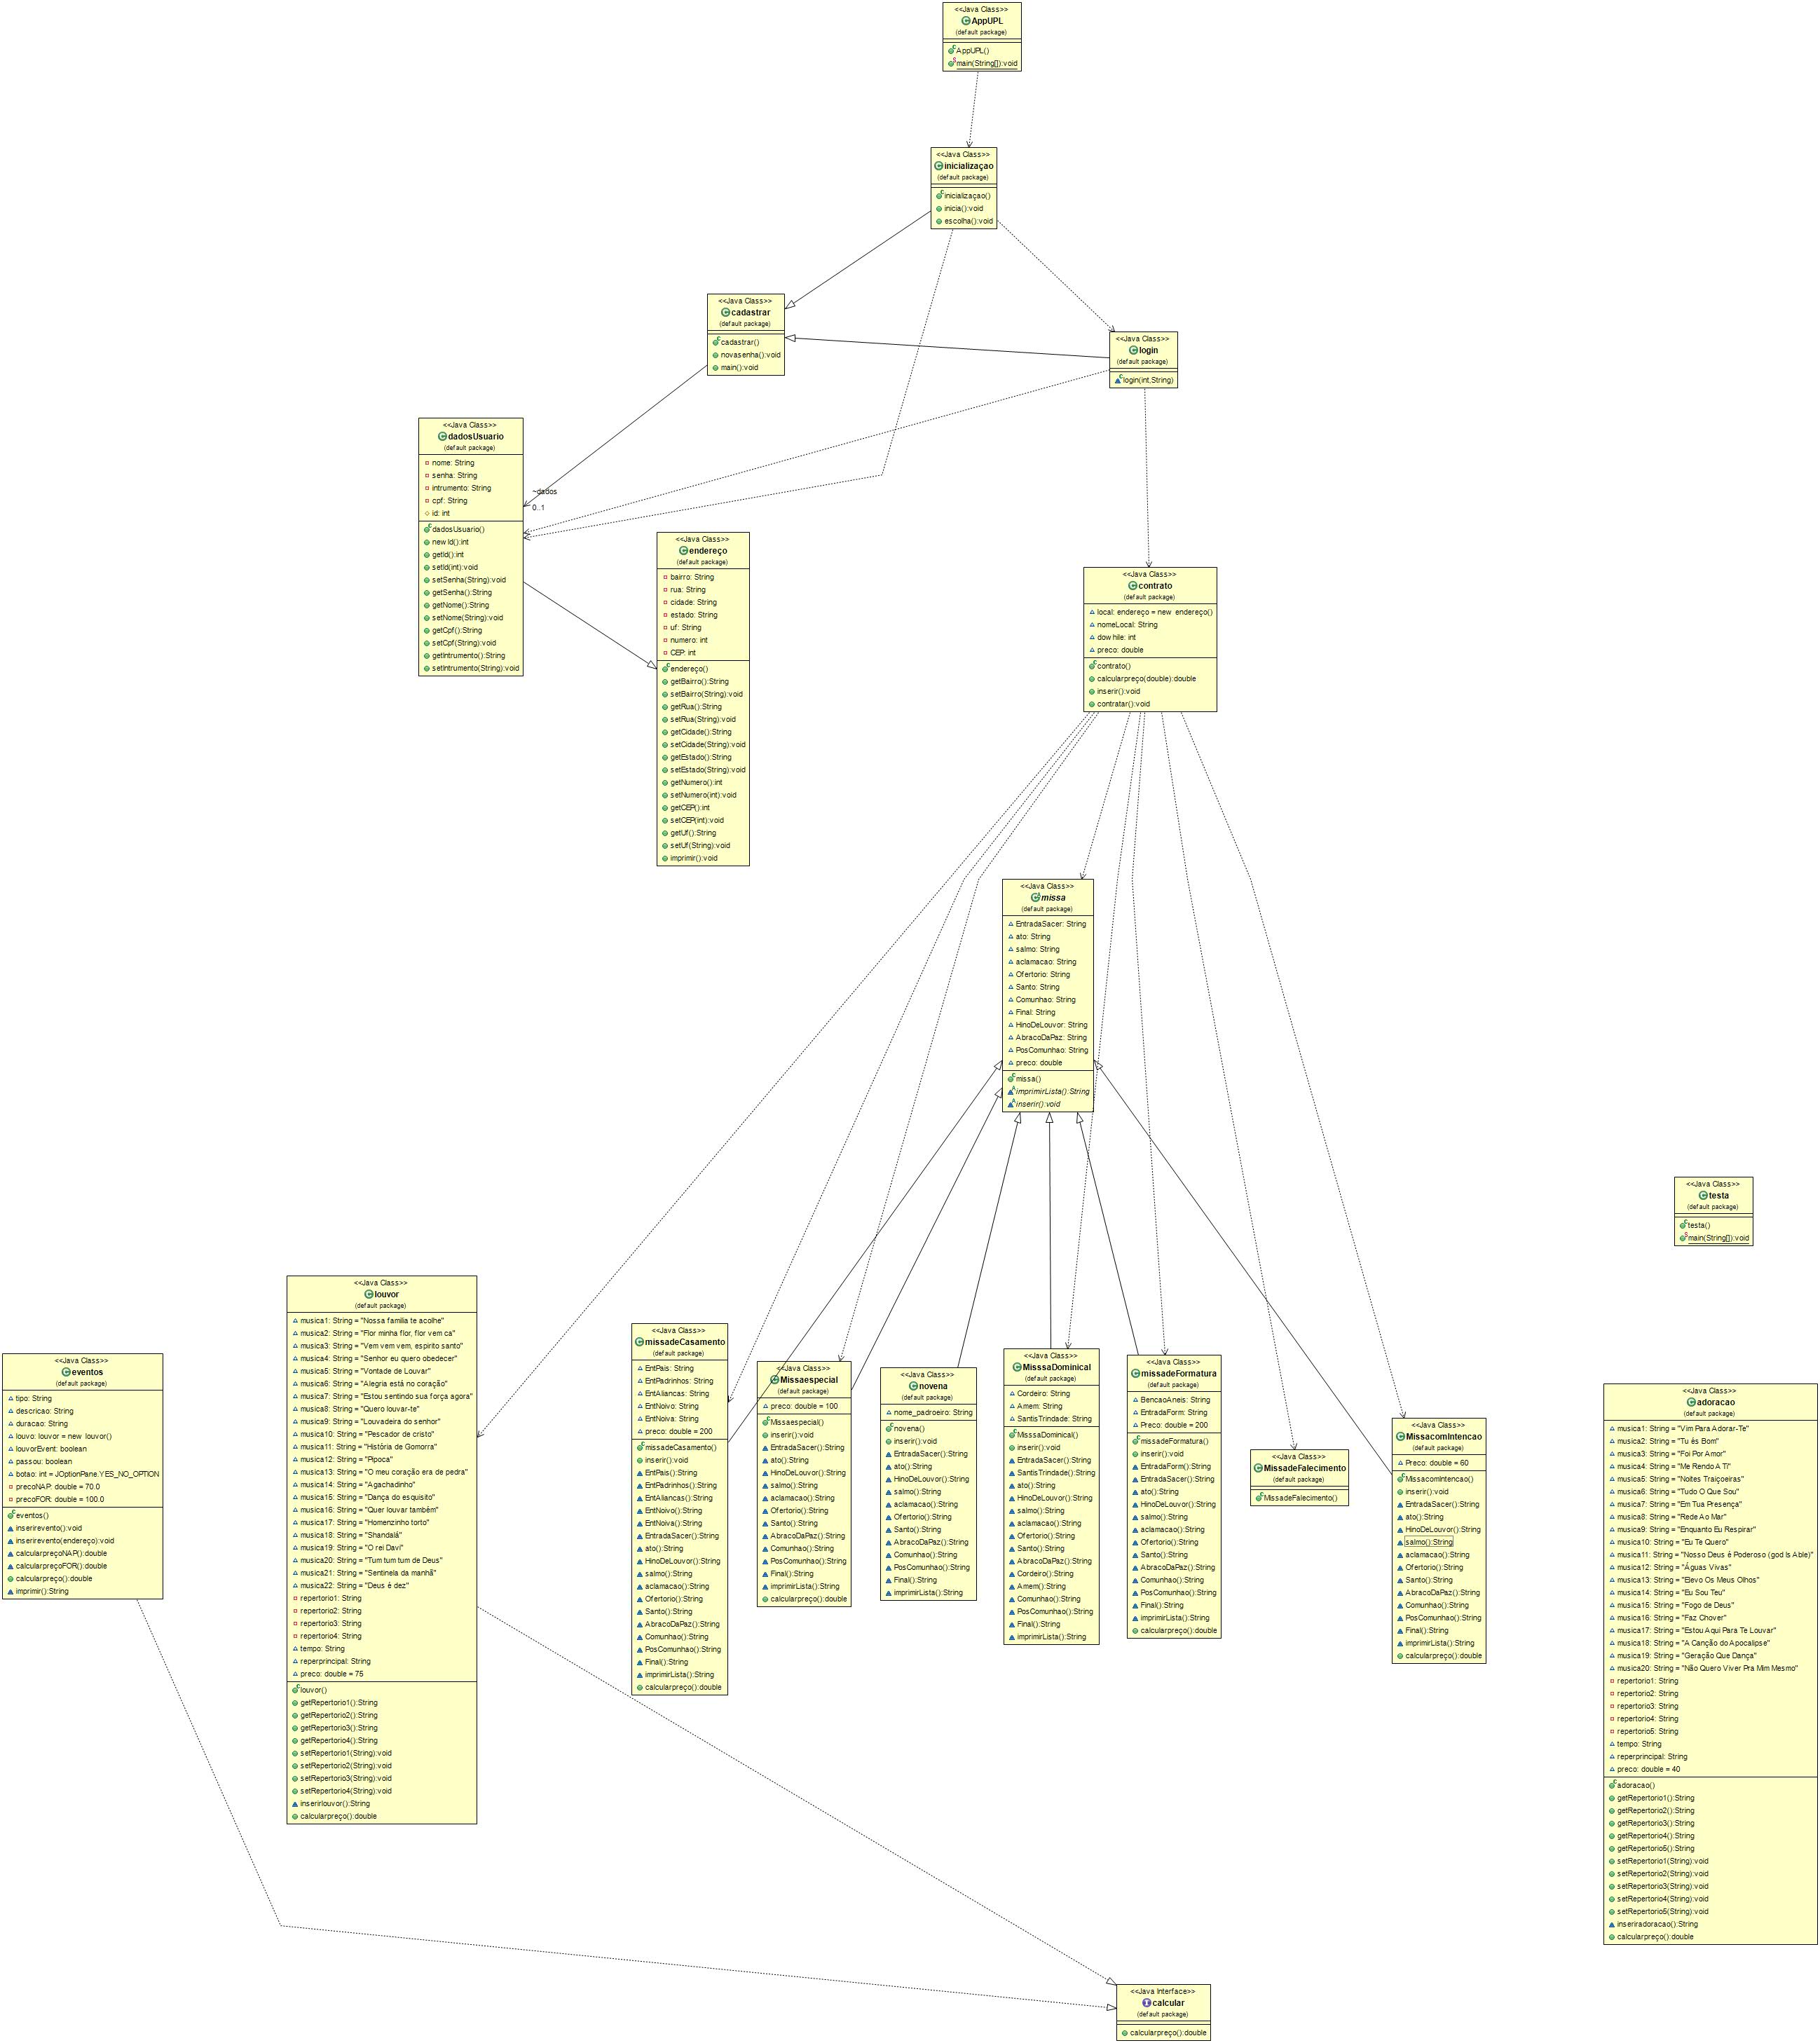 <<Java Class>>
AppUPL
(default package)
AppUPL()
main(String[]):void
<<Java Class>>
inicializaçao
(default package)
inicializaçao()
inicia():void
escolha():void
<<Java Class>>
cadastrar
(default package)
cadastrar()
novasenha():void
main():void
<<Java Class>>
login
(default package)
login(int,String)
<<Java Class>>
dadosUsuario
(default package)
nome: String
senha: String
intrumento: String
cpf: String
id: int
dadosUsuario()
newId():int
getId():int
setId(int):void
setSenha(String):void
getSenha():String
getNome():String
setNome(String):void
getCpf():String
setCpf(String):void
getIntrumento():String
setIntrumento(String):void
~dados
0..1
<<Java Class>>
endereço
(default package)
bairro: String
rua: String
cidade: String
estado: String
uf: String
numero: int
CEP: int
endereço()
getBairro():String
setBairro(String):void
getRua():String
setRua(String):void
getCidade():String
setCidade(String):void
getEstado():String
setEstado(String):void
getNumero():int
setNumero(int):void
getCEP():int
setCEP(int):void
getUf():String
setUf(String):void
imprimir():void
<<Java Class>>
contrato
(default package)
local: endereço = new endereço()
nomeLocal: String
dowhile: int
preco: double
contrato()
calcularpreço(double):double
inserir():void
contratar():void
<<Java Class>>
missa
(default package)
EntradaSacer: String
ato: String
salmo: String
aclamacao: String
Ofertorio: String
Santo: String
Comunhao: String
Final: String
HinoDeLouvor: String
AbracoDaPaz: String
PosComunhao: String
preco: double
missa()
imprimirLista():String
inserir():void
<<Java Class>>
testa
(default package)
testa()
main(String[]):void
<<Java Class>>
eventos
(default package)
tipo: String
descricao: String
duracao: String
louvo: louvor = new louvor()
louvorEvent: boolean
passou: boolean
botao: int = JOptionPane.YES_NO_OPTION
precoNAP: double = 70.0
precoFOR: double = 100.0
eventos()
inserirevento():void
inserirevento(endereço):void
calcularpreçoNAP():double
calcularpreçoFOR():double
calcularpreço():double
imprimir():String
<<Java Class>>
louvor
(default package)
musica1: String = "Nossa familia te acolhe"
musica2: String = "Flor minha flor, flor vem ca"
musica3: String = "Vem vem vem, espirito santo"
musica4: String = "Senhor eu quero obedecer"
musica5: String = "Vontade de Louvar"
musica6: String = "Alegria está no coração"
musica7: String = "Estou sentindo sua força agora"
musica8: String = "Quero louvar-te"
musica9: String = "Louvadeira do senhor"
musica10: String = "Pescador de cristo"
musica11: String = "História de Gomorra"
musica12: String = "Pipoca"
musica13: String = "O meu coração era de pedra"
musica14: String = "Agachadinho"
musica15: String = "Dança do esquisito"
musica16: String = "Quer louvar também"
musica17: String = "Homenzinho torto"
musica18: String = "Shandalá"
musica19: String = "O rei Davi"
musica20: String = "Tum tum tum de Deus"
musica21: String = "Sentinela da manhã"
musica22: String = "Deus é dez"
repertorio1: String
repertorio2: String
repertorio3: String
repertorio4: String
tempo: String
reperprincipal: String
preco: double = 75
louvor()
getRepertorio1():String
getRepertorio2():String
getRepertorio3():String
getRepertorio4():String
setRepertorio1(String):void
setRepertorio2(String):void
setRepertorio3(String):void
setRepertorio4(String):void
inserirlouvor():String
calcularpreço():double
<<Java Class>>
missadeCasamento
(default package)
EntPais: String
EntPadrinhos: String
EntAliancas: String
EntNoivo: String
EntNoiva: String
preco: double = 200
missadeCasamento()
inserir():void
EntPais():String
EntPadrinhos():String
EntAliancas():String
EntNoivo():String
EntNoiva():String
EntradaSacer():String
ato():String
HinoDeLouvor():String
salmo():String
aclamacao():String
Ofertorio():String
Santo():String
AbracoDaPaz():String
Comunhao():String
PosComunhao():String
Final():String
imprimirLista():String
calcularpreço():double
<<Java Class>>
Missaespecial
(default package)
preco: double = 100
Missaespecial()
inserir():void
EntradaSacer():String
ato():String
HinoDeLouvor():String
salmo():String
aclamacao():String
Ofertorio():String
Santo():String
AbracoDaPaz():String
Comunhao():String
PosComunhao():String
Final():String
imprimirLista():String
calcularpreço():double
<<Java Class>>
novena
(default package)
nome_padroeiro: String
novena()
inserir():void
EntradaSacer():String
ato():String
HinoDeLouvor():String
salmo():String
aclamacao():String
Ofertorio():String
Santo():String
AbracoDaPaz():String
Comunhao():String
PosComunhao():String
Final():String
imprimirLista():String
<<Java Class>>
MisssaDominical
(default package)
Cordeiro: String
Amem: String
SantisTrindade: String
MisssaDominical()
inserir():void
EntradaSacer():String
SantisTrindade():String
ato():String
HinoDeLouvor():String
salmo():String
aclamacao():String
Ofertorio():String
Santo():String
AbracoDaPaz():String
Cordeiro():String
Amem():String
Comunhao():String
PosComunhao():String
Final():String
imprimirLista():String
<<Java Class>>
missadeFormatura
(default package)
BencaoAneis: String
EntradaForm: String
Preco: double = 200
missadeFormatura()
inserir():void
EntradaForm():String
EntradaSacer():String
ato():String
HinoDeLouvor():String
salmo():String
aclamacao():String
Ofertorio():String
Santo():String
AbracoDaPaz():String
Comunhao():String
PosComunhao():String
Final():String
imprimirLista():String
calcularpreço():double
<<Java Class>>
MissadeFalecimento
(default package)
MissadeFalecimento()
<<Java Class>>
MissacomIntencao
(default package)
Preco: double = 60
MissacomIntencao()
inserir():void
EntradaSacer():String
ato():String
HinoDeLouvor():String
salmo():String
aclamacao():String
Ofertorio():String
Santo():String
AbracoDaPaz():String
Comunhao():String
PosComunhao():String
Final():String
imprimirLista():String
calcularpreço():double
<<Java Class>>
adoracao
(default package)
musica1: String = "Vim Para Adorar-Te"
musica2: String = "Tu és Bom"
musica3: String = "Foi Por Amor"
musica4: String = "Me Rendo A Ti"
musica5: String = "Noites Traiçoeiras"
musica6: String = "Tudo O Que Sou"
musica7: String = "Em Tua Presença"
musica8: String = "Rede Ao Mar"
musica9: String = "Enquanto Eu Respirar"
musica10: String = "Eu Te Quero"
musica11: String = "Nosso Deus é Poderoso (god Is Able)"
musica12: String = "Águas Vivas"
musica13: String = "Elevo Os Meus Olhos"
musica14: String = "Eu Sou Teu"
musica15: String = "Fogo de Deus"
musica16: String = "Faz Chover"
musica17: String = "Estou Aqui Para Te Louvar"
musica18: String = "A Canção do Apocalipse"
musica19: String = "Geração Que Dança"
musica20: String = "Não Quero Viver Pra Mim Mesmo"
repertorio1: String
repertorio2: String
repertorio3: String
repertorio4: String
repertorio5: String
tempo: String
reperprincipal: String
preco: double = 40
adoracao()
getRepertorio1():String
getRepertorio2():String
getRepertorio3():String
getRepertorio4():String
getRepertorio5():String
setRepertorio1(String):void
setRepertorio2(String):void
setRepertorio3(String):void
setRepertorio4(String):void
setRepertorio5(String):void
inseriradoracao():String
calcularpreço():double
<<Java Interface>>
calcular
(default package)
calcularpreço():double